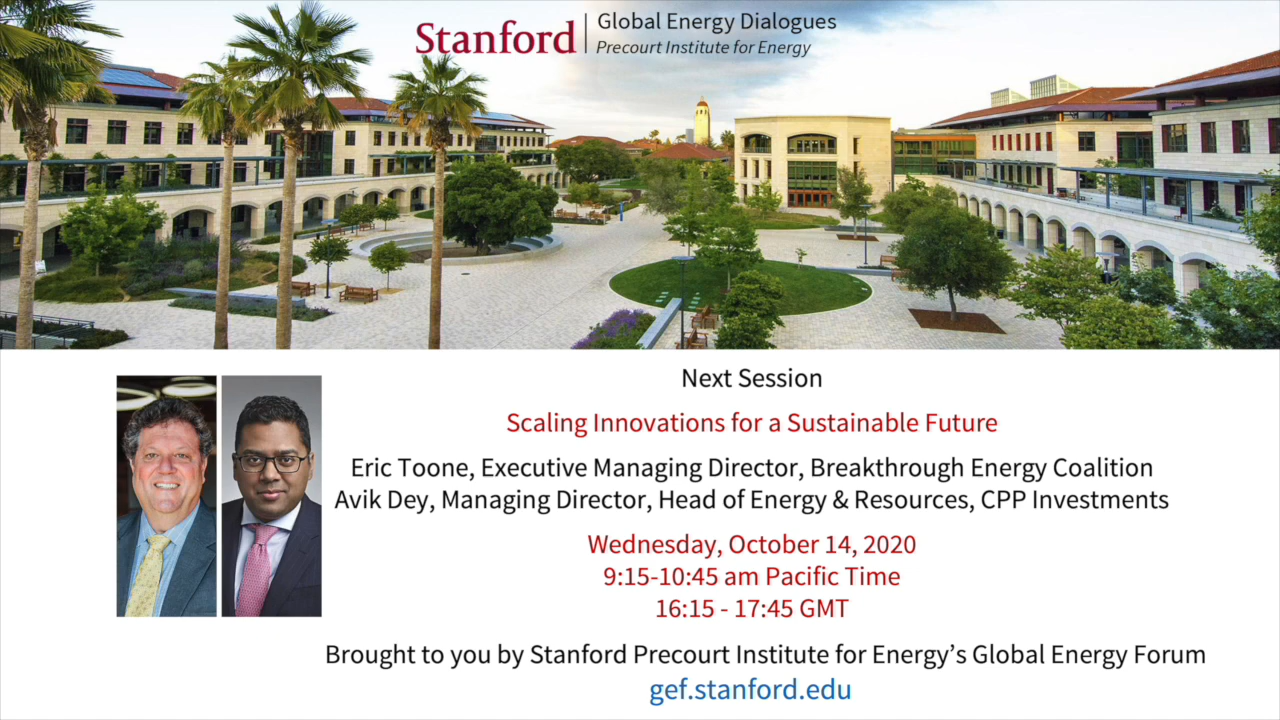 Stanford
Global Energy Dialogues
Precourt Institute for Energy
Next Session
Scaling Innovations for a Sustainable Future
Eric Toone, Executive Managing Director, Breakthrough Energy Coalition
Avik Dey, Managing Director, Head of Energy & Resources, CPP Investments
Wednesday, October 14, 2020
9:15-10:45 am Pacific Time
16:15 - 17:45 GMT
Brought to you by Stanford Precourt Institute for Energy’s Global Energy Forum
gef.stanford.edu